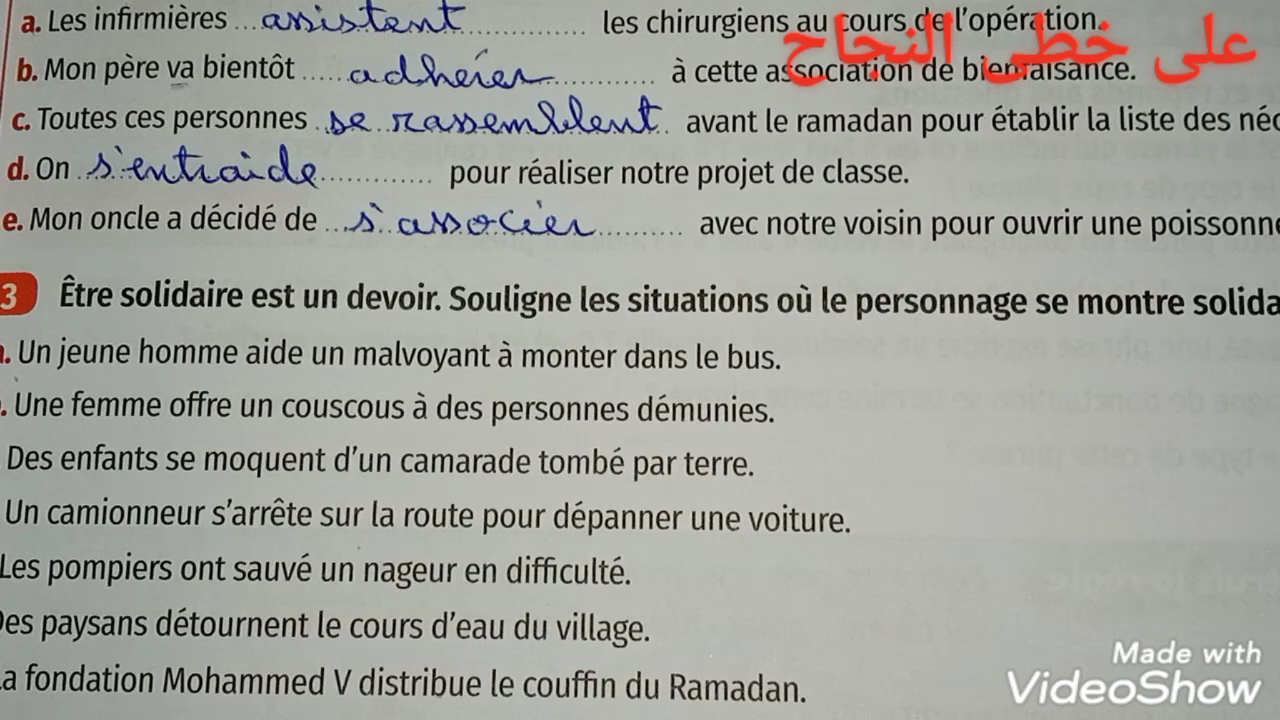 a. Les infirmières ... assistent ............... les chirurgiens au cours de l'opération.
على خطى النجاح
b. Mon père va bientôt ..... adhérer ............. à cette association de bienfaisance.
c. Toutes ces personnes .. se rassemblent .. avant le ramadan pour établir la liste des
d. On .. s'entraide .............. pour réaliser notre projet de classe.
e. Mon oncle a décidé de ... s'associer ........... avec notre voisin pour ouvrir une
3 Être solidaire est un devoir. Souligne les situations où le personnage se montre
. Un jeune homme aide un malvoyant à monter dans le bus.
. Une femme offre un couscous à des personnes démunies.
Des enfants se moquent d'un camarade tombé par terre.
Un camionneur s'arrête sur la route pour dépanner une voiture.
Les pompiers ont sauvé un nageur en difficulté.
Des paysans détournent le cours d'eau du village.
La fondation Mohammed V distribue le couffin du Ramadan.
Made with
VideoShow